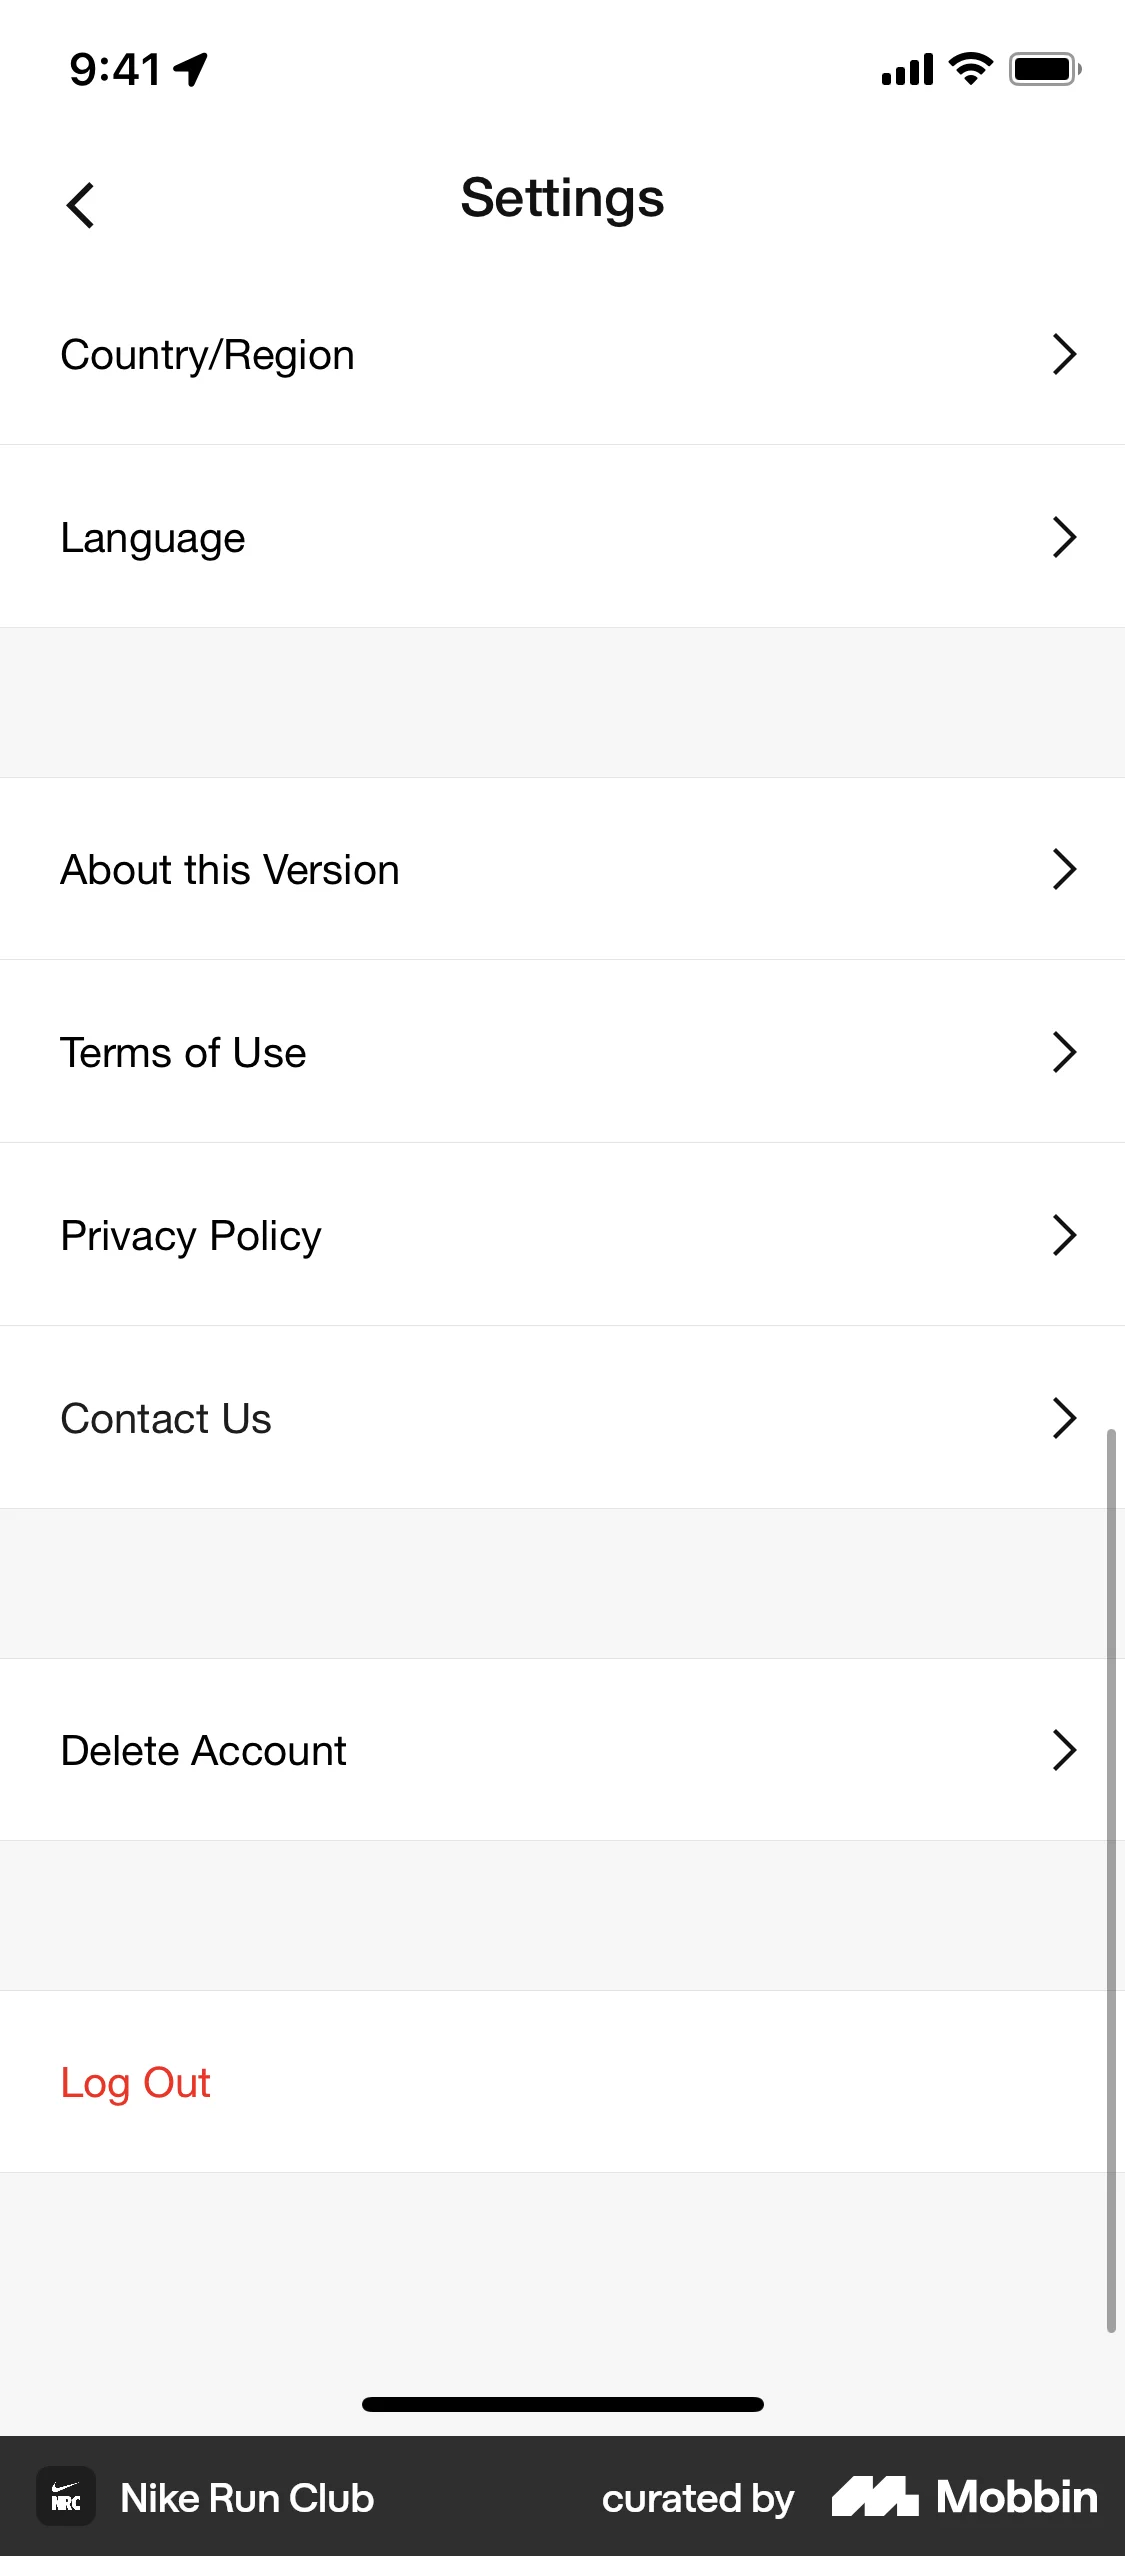 9:41
Settings
Country/Region
Language
About this Version
Terms of Use
Privacy Policy
Contact Us
Delete Account
Log Out
NRC Nike Run Club curated by Mobbin